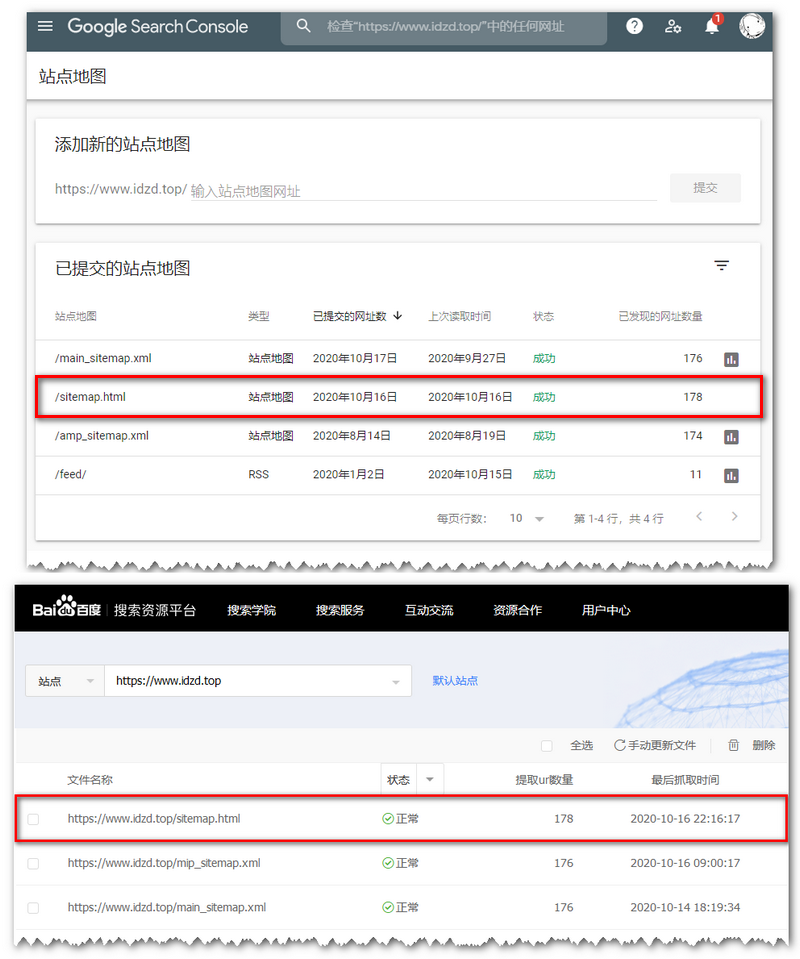 Google Search Console 检查"https://www.idzd.top/"中的任何网址 1
站点地图
添加新的站点地图
https://www.idzd.top/ 输入站点地图网址 提交
已提交的站点地图
站点地图 类型 已提交的网址数 上次读取时间 状态 已发现的网址数量
/main_sitemap.xml 站点地图 2020年10月17日 2020年9月27日 成功 176
/sitemap.html 站点地图 2020年10月16日 2020年10月16日 成功 178
/amp_sitemap.xml 站点地图 2020年8月14日 2020年8月19日 成功 174
/feed/ RSS 2020年1月2日 2020年10月15日 成功 11
每页行数: 10 第 1-4 行，共 4 行
Bai du 百度 搜索资源平台 搜索学院 搜索服务 互动交流 资源合作 用户中心
站点 https://www.idzd.top 默认站点
全选 手动更新文件 删除
文件名称 状态 提取url数量 最后抓取时间
https://www.idzd.top/sitemap.html 正常 178 2020-10-16 22:16:17
https://www.idzd.top/mip_sitemap.xml 正常 176 2020-10-16 09:00:17
https://www.idzd.top/main_sitemap.xml 正常 176 2020-10-14 18:19:34